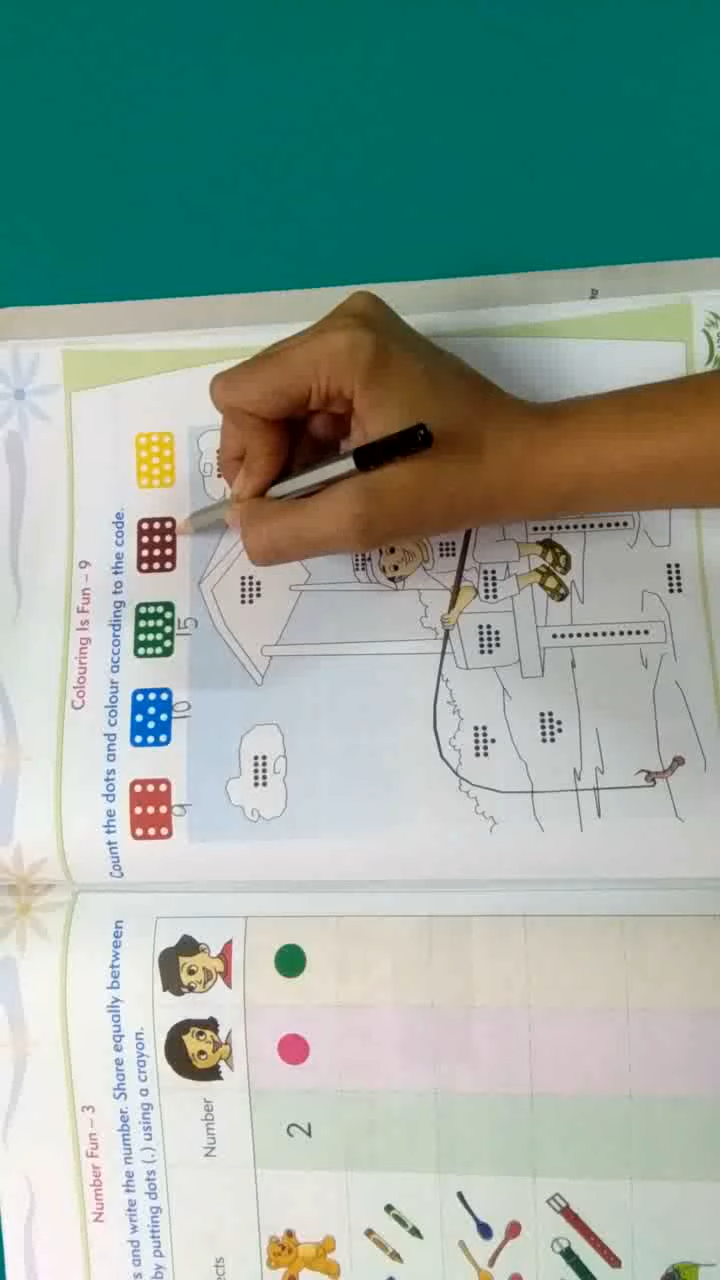 Colouring Is Fun – 9
Count the dots and colour according to the code.
9
10
15
Number Fun – 3
s and write the number. Share equally between
by putting dots (.) using a crayon.
ects
Number
2